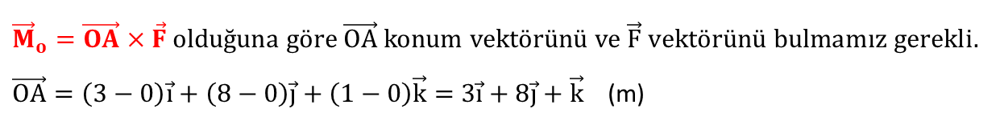 M⃗ₒ = OA⃗ × F⃗ olduğuna göre OA⃗ konum vektörünü ve F⃗ vektörünü bulmamız gerekli.
OA⃗ = (3 − 0)i⃗ + (8 − 0)j⃗ + (1 − 0)k⃗ = 3i⃗ + 8j⃗ + k⃗ (m)